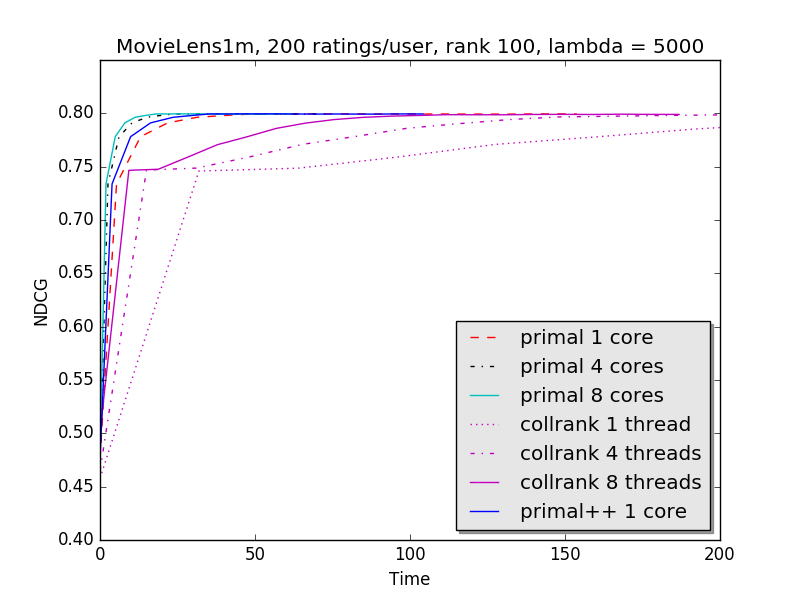 MovieLens1m, 200 ratings/user, rank 100, lambda = 5000
0.80
0.75
0.70
0.65
0.60
0.55
0.50
0.45
0.40
NDCG
primal 1 core
primal 4 cores
primal 8 cores
collrank 1 thread
collrank 4 threads
collrank 8 threads
primal++ 1 core
0 50 100 150 200
Time